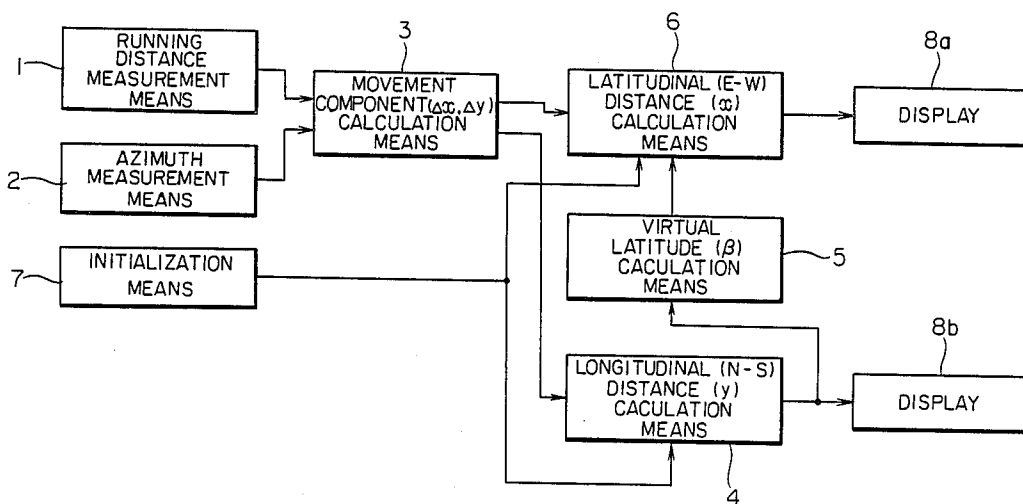 1
RUNNING
DISTANCE
MEASUREMENT
MEANS
2
AZIMUTH
MEASUREMENT
MEANS
7
INITIALIZATION
MEANS
3
MOVEMENT
COMPONENT(Δx,Δy)
CALCULATION
MEANS
6
LATITUDINAL (E-W)
DISTANCE (x)
CALCULATION
MEANS
8a
DISPLAY
VIRTUAL
LATITUDE (β)
CACULATION
MEANS
5
LONGITUDINAL (N-S)
DISTANCE (y)
CACULATION
MEANS
4
8b
DISPLAY